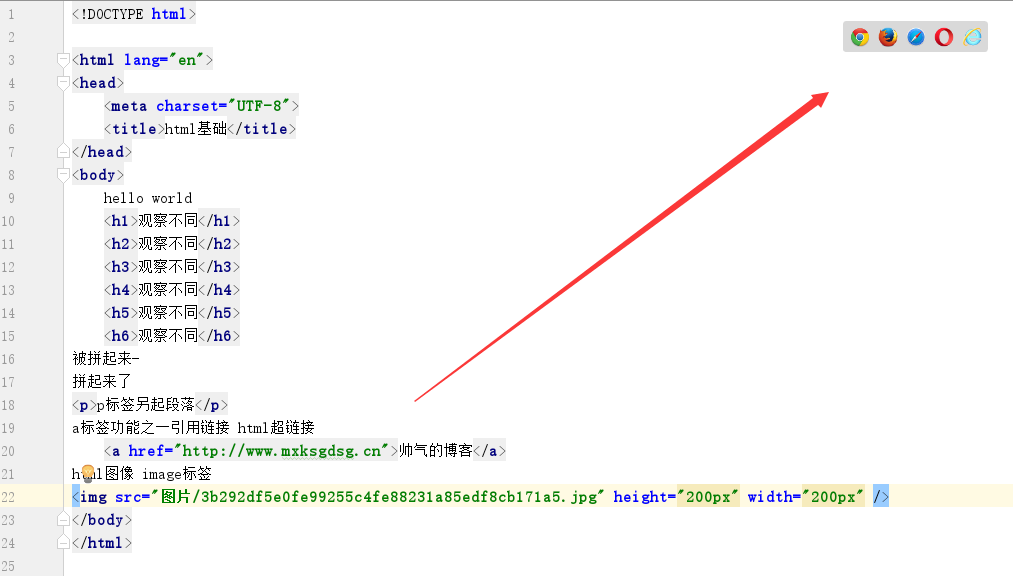 1 <!DOCTYPE html>
2
3 <html lang="en">
4 <head>
5 <meta charset="UTF-8">
6 <title>html基础</title>
7 </head>
8 <body>
9 hello world
10 <h1>观察不同</h1>
11 <h2>观察不同</h2>
12 <h3>观察不同</h3>
13 <h4>观察不同</h4>
14 <h5>观察不同</h5>
15 <h6>观察不同</h6>
16 被拼起来-
17 拼起来了
18 <p>p标签另起段落</p>
19 a标签功能之一引用链接 html超链接
20 <a href="http://www.mxksgdsg.cn">帅气的博客</a>
21 html图像 image标签
22 <img src="图片/3b292df5e0fe99255c4fe88231a85edf8cb171a5.jpg" height="200px" width="200px" />
23 </body>
24 </html>
25